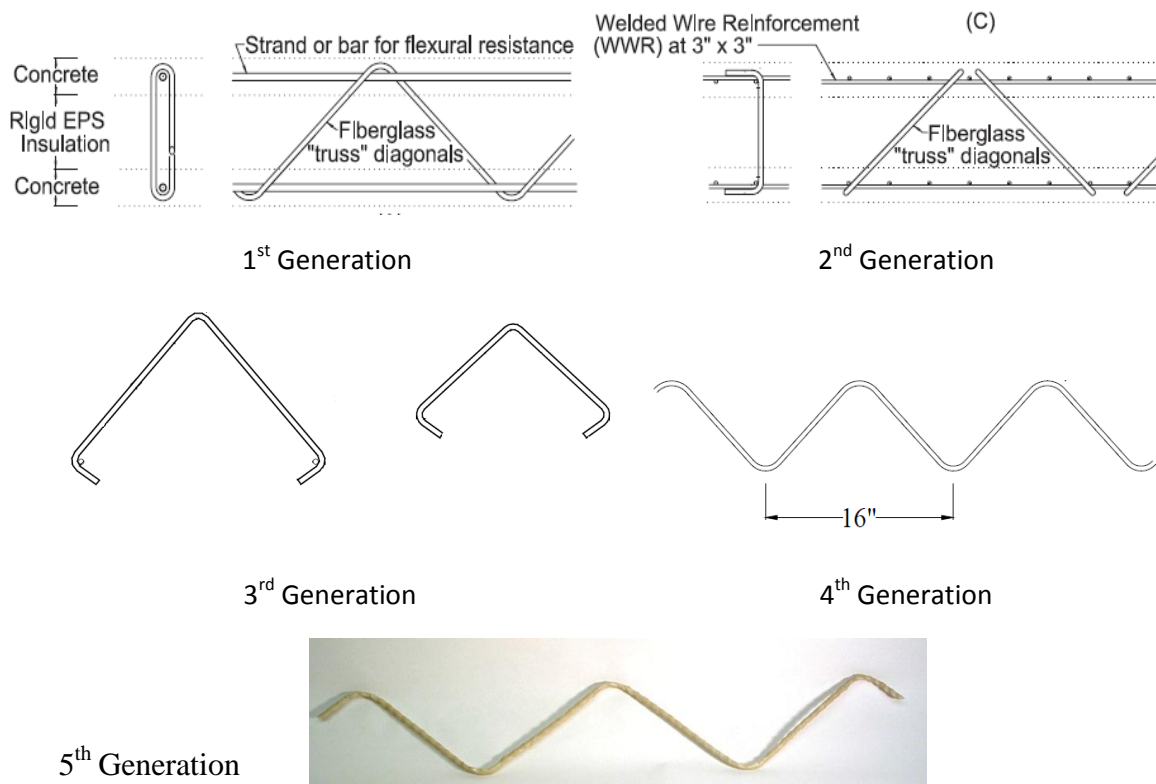 Strand or bar for flexural resistance
Concrete
Rigid EPS
Insulation
Concrete
Fiberglass
"truss" diagonals
Welded Wire Reinforcement
(WWR) at 3" x 3"
(C)
Fiberglass
"truss" diagonals
1st Generation
2nd Generation
16"
3rd Generation
4th Generation
5th Generation